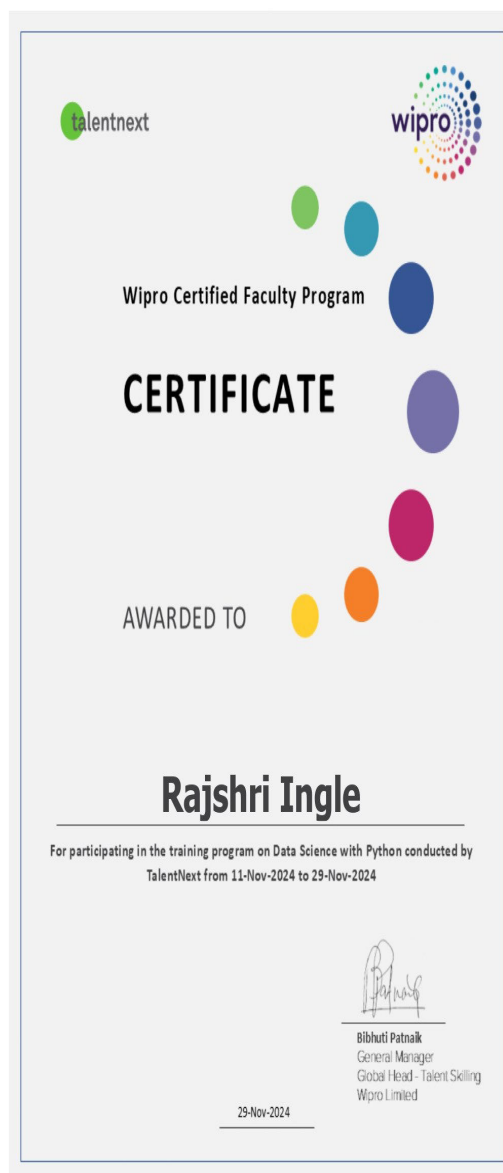 talentnext
wipro
Wipro Certified Faculty Program
CERTIFICATE
AWARDED TO
Rajshri Ingle
For participating in the training program on Data Science with Python conducted by
TalentNext from 11-Nov-2024 to 29-Nov-2024
Bibhuti Patnaik
General Manager
Global Head - Talent Skilling
Wipro Limited
29-Nov-2024